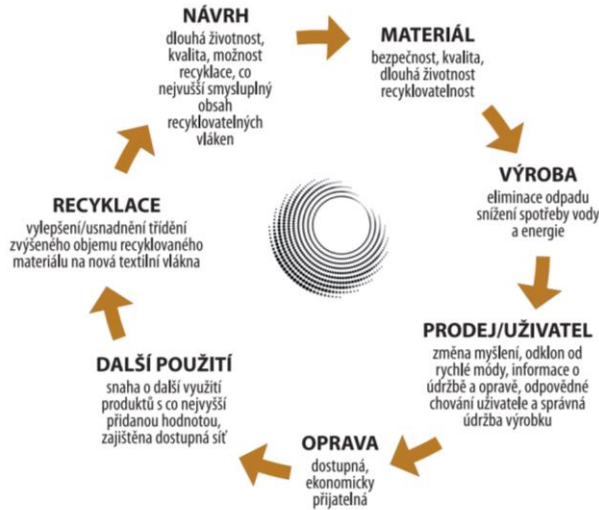 NÁVRH
dlouhá životnost,
kvalita, možnost
recyklace, co
nejvušší smysluplný
obsah
recyklovatelných
vláken
MATERIÁL
bezpečnost, kvalita,
dlouhá životnost
recyklovatelnost
VÝROBA
eliminace odpadu
snížení spotřeby vody
a energie
PRODEJ/UŽIVATEL
změna myšlení, odklon od
rychlé módy, informace o
údržbě a opravě, odpovědné
chování uživatele a správná
údržba výrobku
OPRAVA
dostupná,
ekonomicky
přijatelná
DALŠÍ POUŽITÍ
snaha o další využití
produktů s co nejvyšší
přidanou hodnotou,
zajištěna dostupná síť
RECYKLACE
vylepšení/usnadnění třídění
zvýšeného objemu recyklovaného
materiálu na nová textilní vlákna